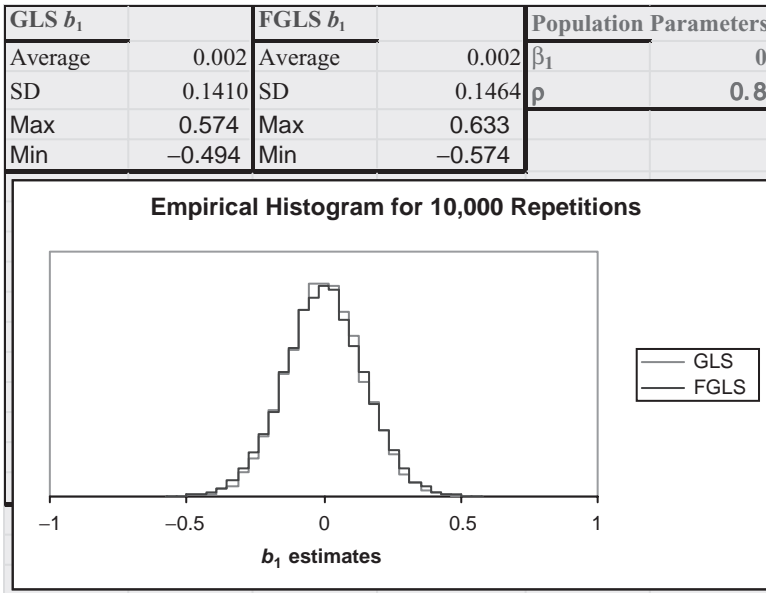 GLS b₁ FGLS b₁ Population Parameters
Average 0.002 Average 0.002 β₁ 0
SD 0.1410 SD 0.1464 ρ 0.8
Max 0.574 Max 0.633
Min −0.494 Min −0.574
Empirical Histogram for 10,000 Repetitions
GLS
FGLS
−1 −0.5 0 0.5 1
b₁ estimates